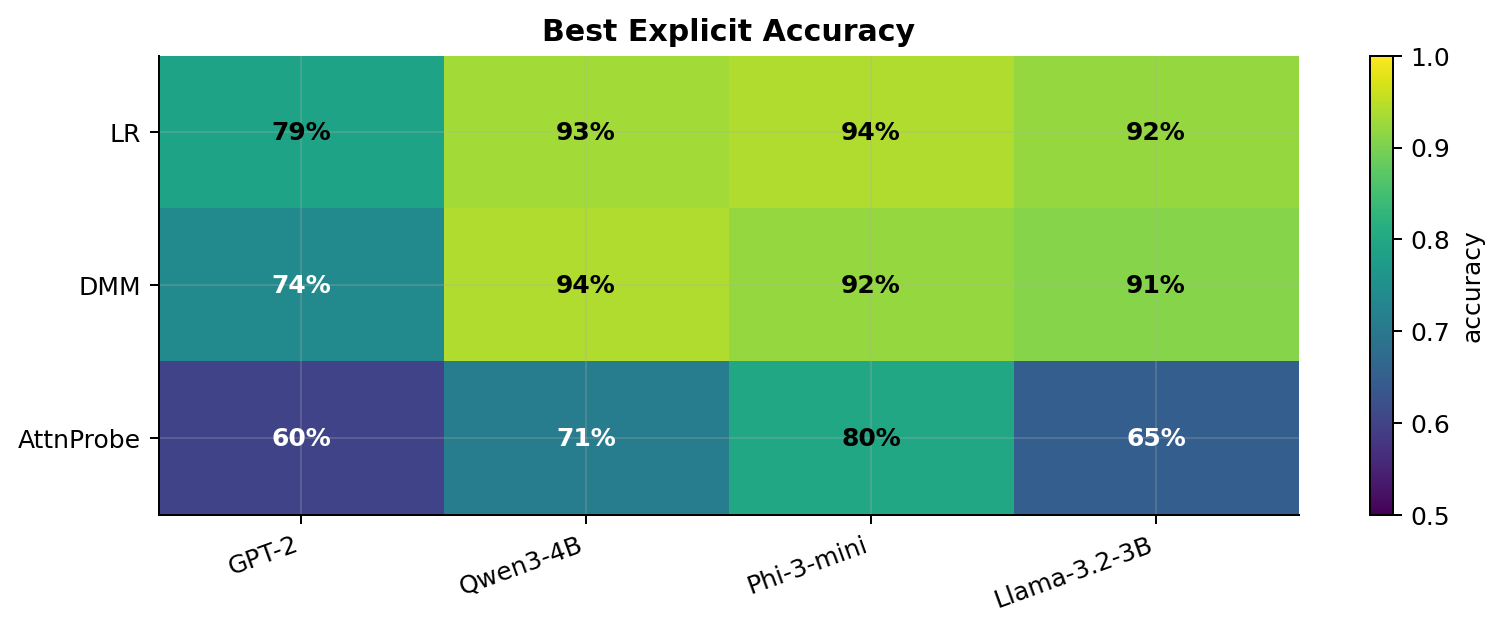 Best Explicit Accuracy
LR 79% 93% 94% 92%
DMM 74% 94% 92% 91%
AttnProbe 60% 71% 80% 65%
GPT-2 Qwen3-4B Phi-3-mini Llama-3.2-3B
1.0
0.9
0.8
0.7
0.6
0.5
accuracy